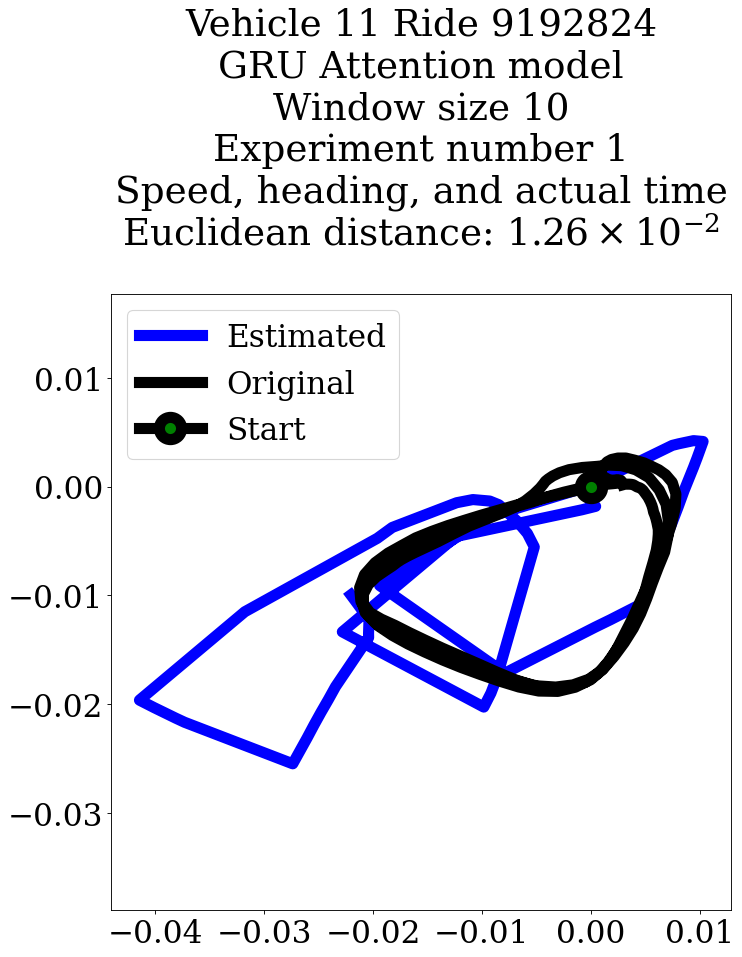 Vehicle 11 Ride 9192824
GRU Attention model
Window size 10
Experiment number 1
Speed, heading, and actual time
Euclidean distance: 1.26 × 10⁻²
Estimated
Original
Start
0.01
0.00
−0.01
−0.02
−0.03
−0.04 −0.03 −0.02 −0.01 0.00 0.01